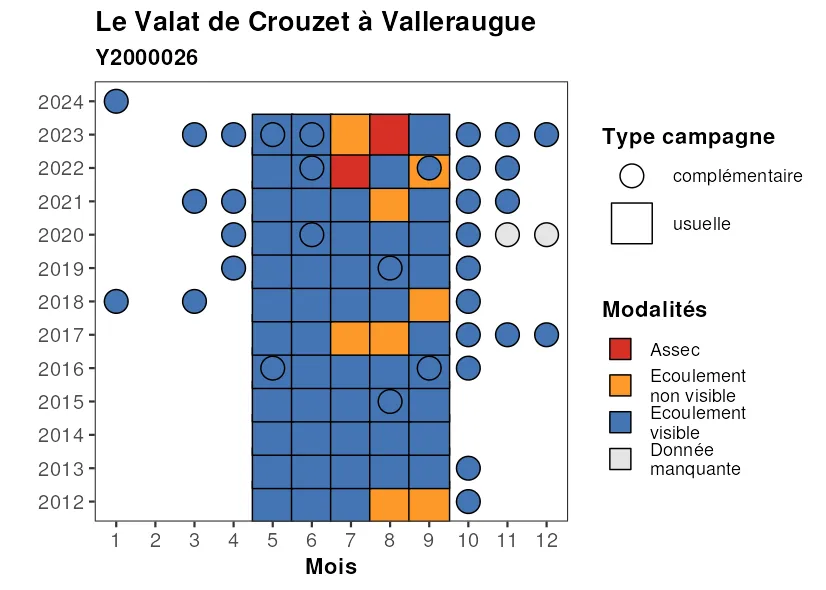 Le Valat de Crouzet à Valleraugue
Y2000026
2024
2023
2022
2021
2020
2019
2018
2017
2016
2015
2014
2013
2012
1 2 3 4 5 6 7 8 9 10 11 12
Mois
Type campagne
complémentaire
usuelle
Modalités
Assec
Ecoulement
non visible
Ecoulement
visible
Donnée
manquante